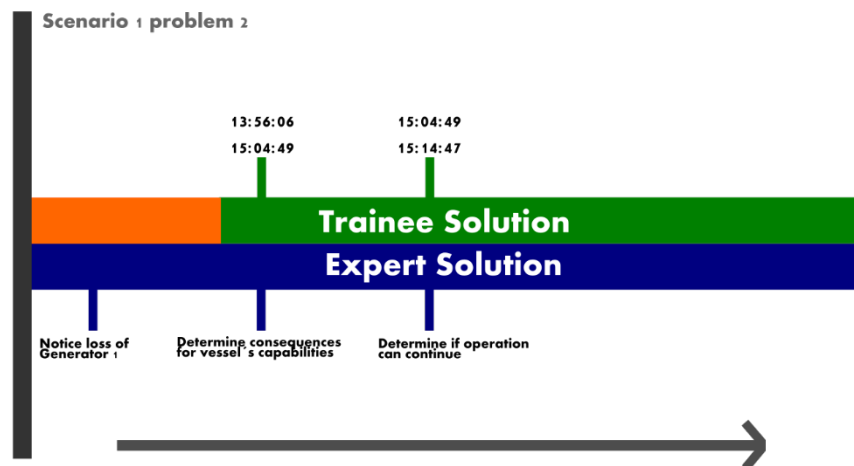 Scenario 1 problem 2
13:56:06
15:04:49
15:04:49
15:14:47
Trainee Solution
Expert Solution
Notice loss of
Generator 1
Determine consequences
for vessel´s capabilities
Determine if operation
can continue